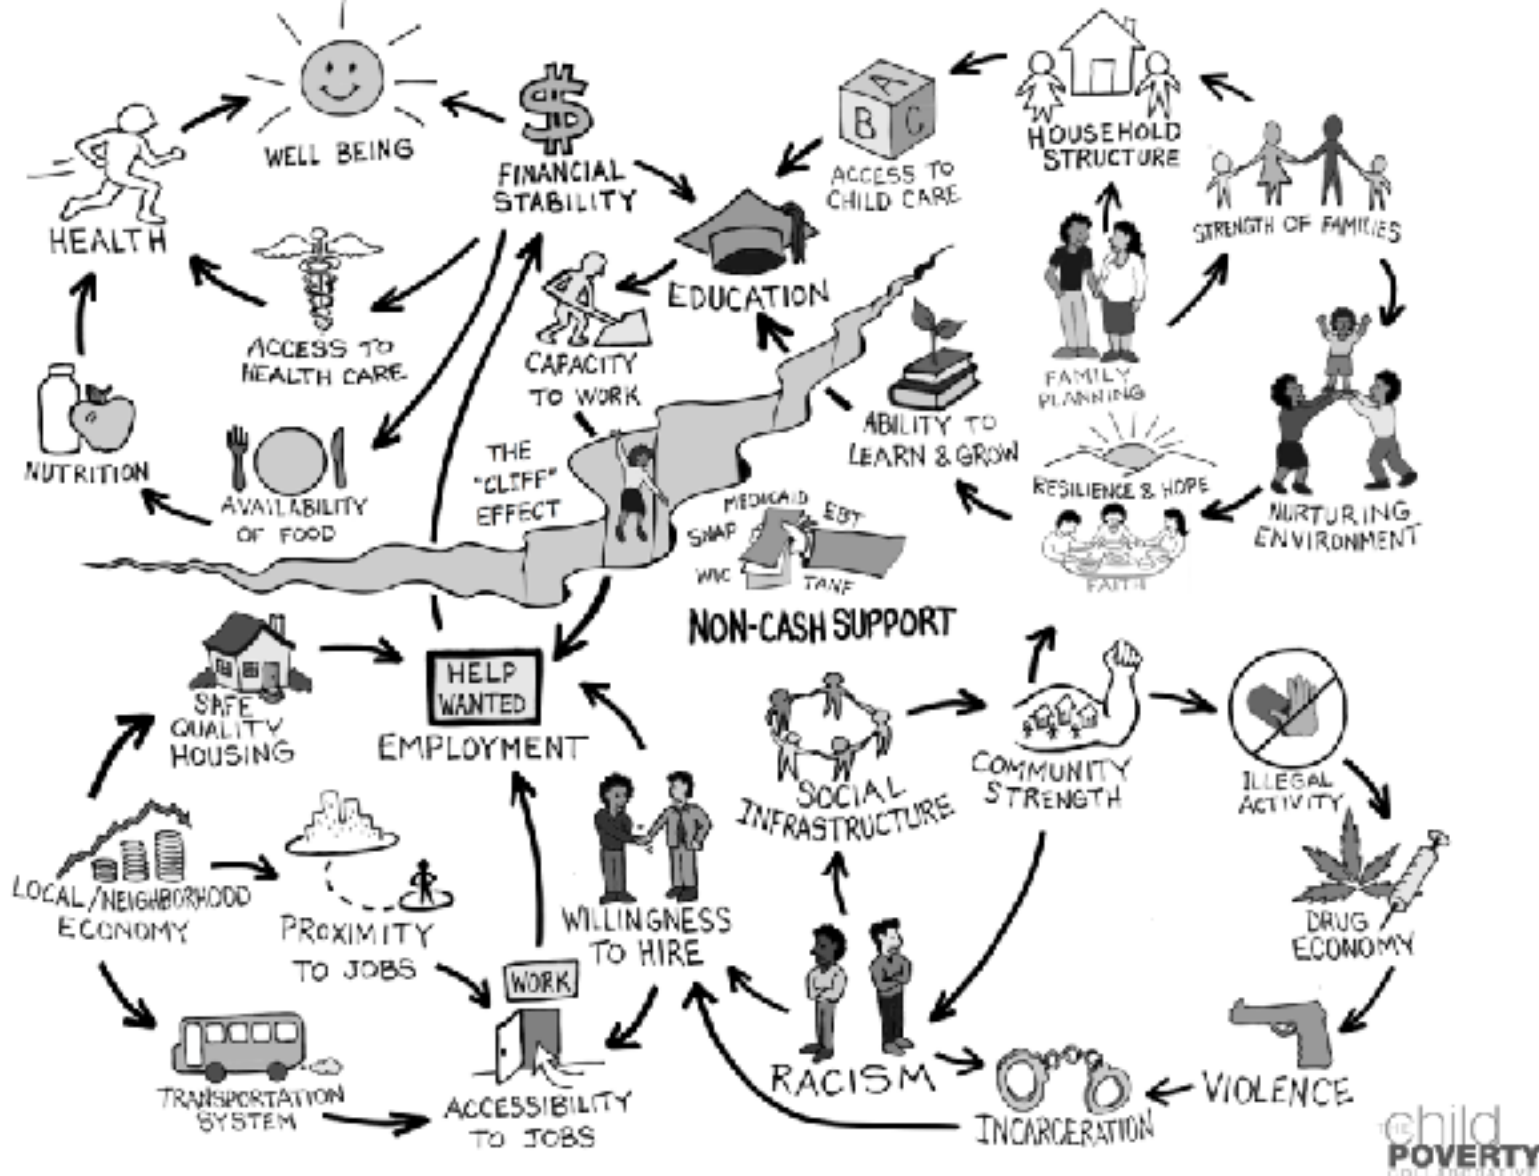 WELL BEING
HEALTH
FINANCIAL
STABILITY
A
B C
ACCESS TO
CHILD CARE
HOUSEHOLD
STRUCTURE
STRENGTH OF FAMILIES
EDUCATION
ACCESS TO
HEALTH CARE
CAPACITY
TO WORK
FAMILY
PLANNING
NUTRITION
AVAILABILITY
OF FOOD
THE
"CLIFF"
EFFECT
ABILITY TO
LEARN & GROW
RESILIENCE & HOPE
FAITH
NURTURING
ENVIRONMENT
MEDICAID
SNAP
EBT
WIC
TANF
NON-CASH SUPPORT
SAFE
QUALITY
HOUSING
HELP
WANTED
EMPLOYMENT
SOCIAL
INFRASTRUCTURE
COMMUNITY
STRENGTH
ILLEGAL
ACTIVITY
LOCAL/NEIGHBORHOOD
ECONOMY
PROXIMITY
TO JOBS
WILLINGNESS
TO HIRE
DRUG
ECONOMY
WORK
TRANSPORTATION
SYSTEM
ACCESSIBILITY
TO JOBS
RACISM
INCARCERATION
VIOLENCE
THE child
POVERTY